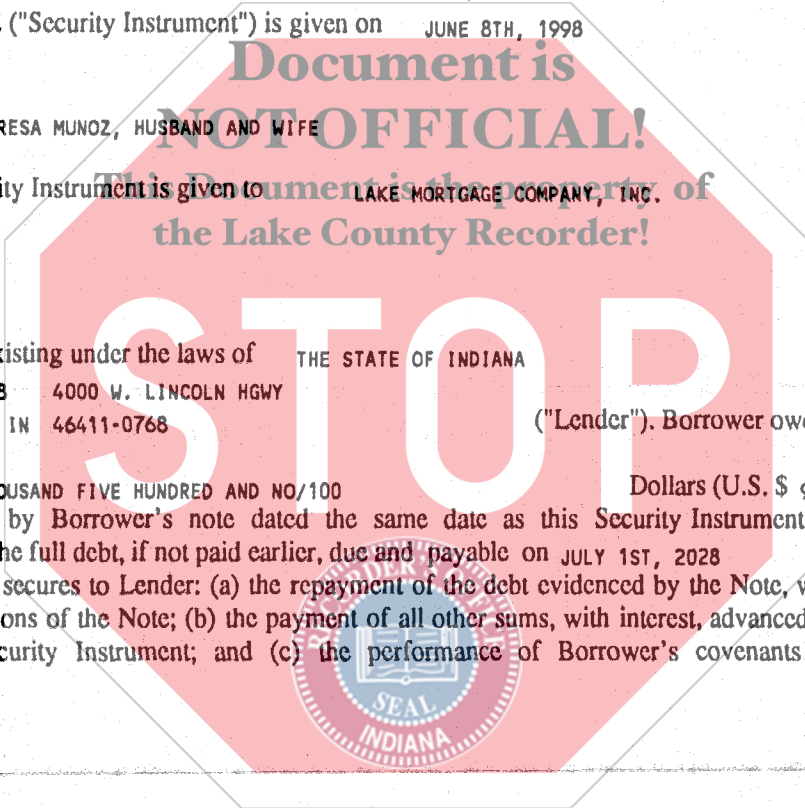 ("Security Instrument") is given on JUNE 8TH, 1998
Document is
NOT OFFICIAL!
RESA MUNOZ, HUSBAND AND WIFE
This Document is the property of
ity Instrument is given to LAKE MORTGAGE COMPANY, INC.
the Lake County Recorder!
STOP
xisting under the laws of THE STATE OF INDIANA
4000 W. LINCOLN HGWY
IN 46411-0768
("Lender"). Borrower owe
OUSAND FIVE HUNDRED AND NO/100 Dollars (U.S. $
by Borrower's note dated the same date as this Security Instrument
he full debt, if not paid earlier, due and payable on JULY 1ST, 2028
secures to Lender: (a) the repayment of the debt evidenced by the Note, w
ons of the Note; (b) the payment of all other sums, with interest, advanced
curity Instrument; and (c) the performance of Borrower's covenants
RECORDER'S OFFICE
SEAL
INDIANA